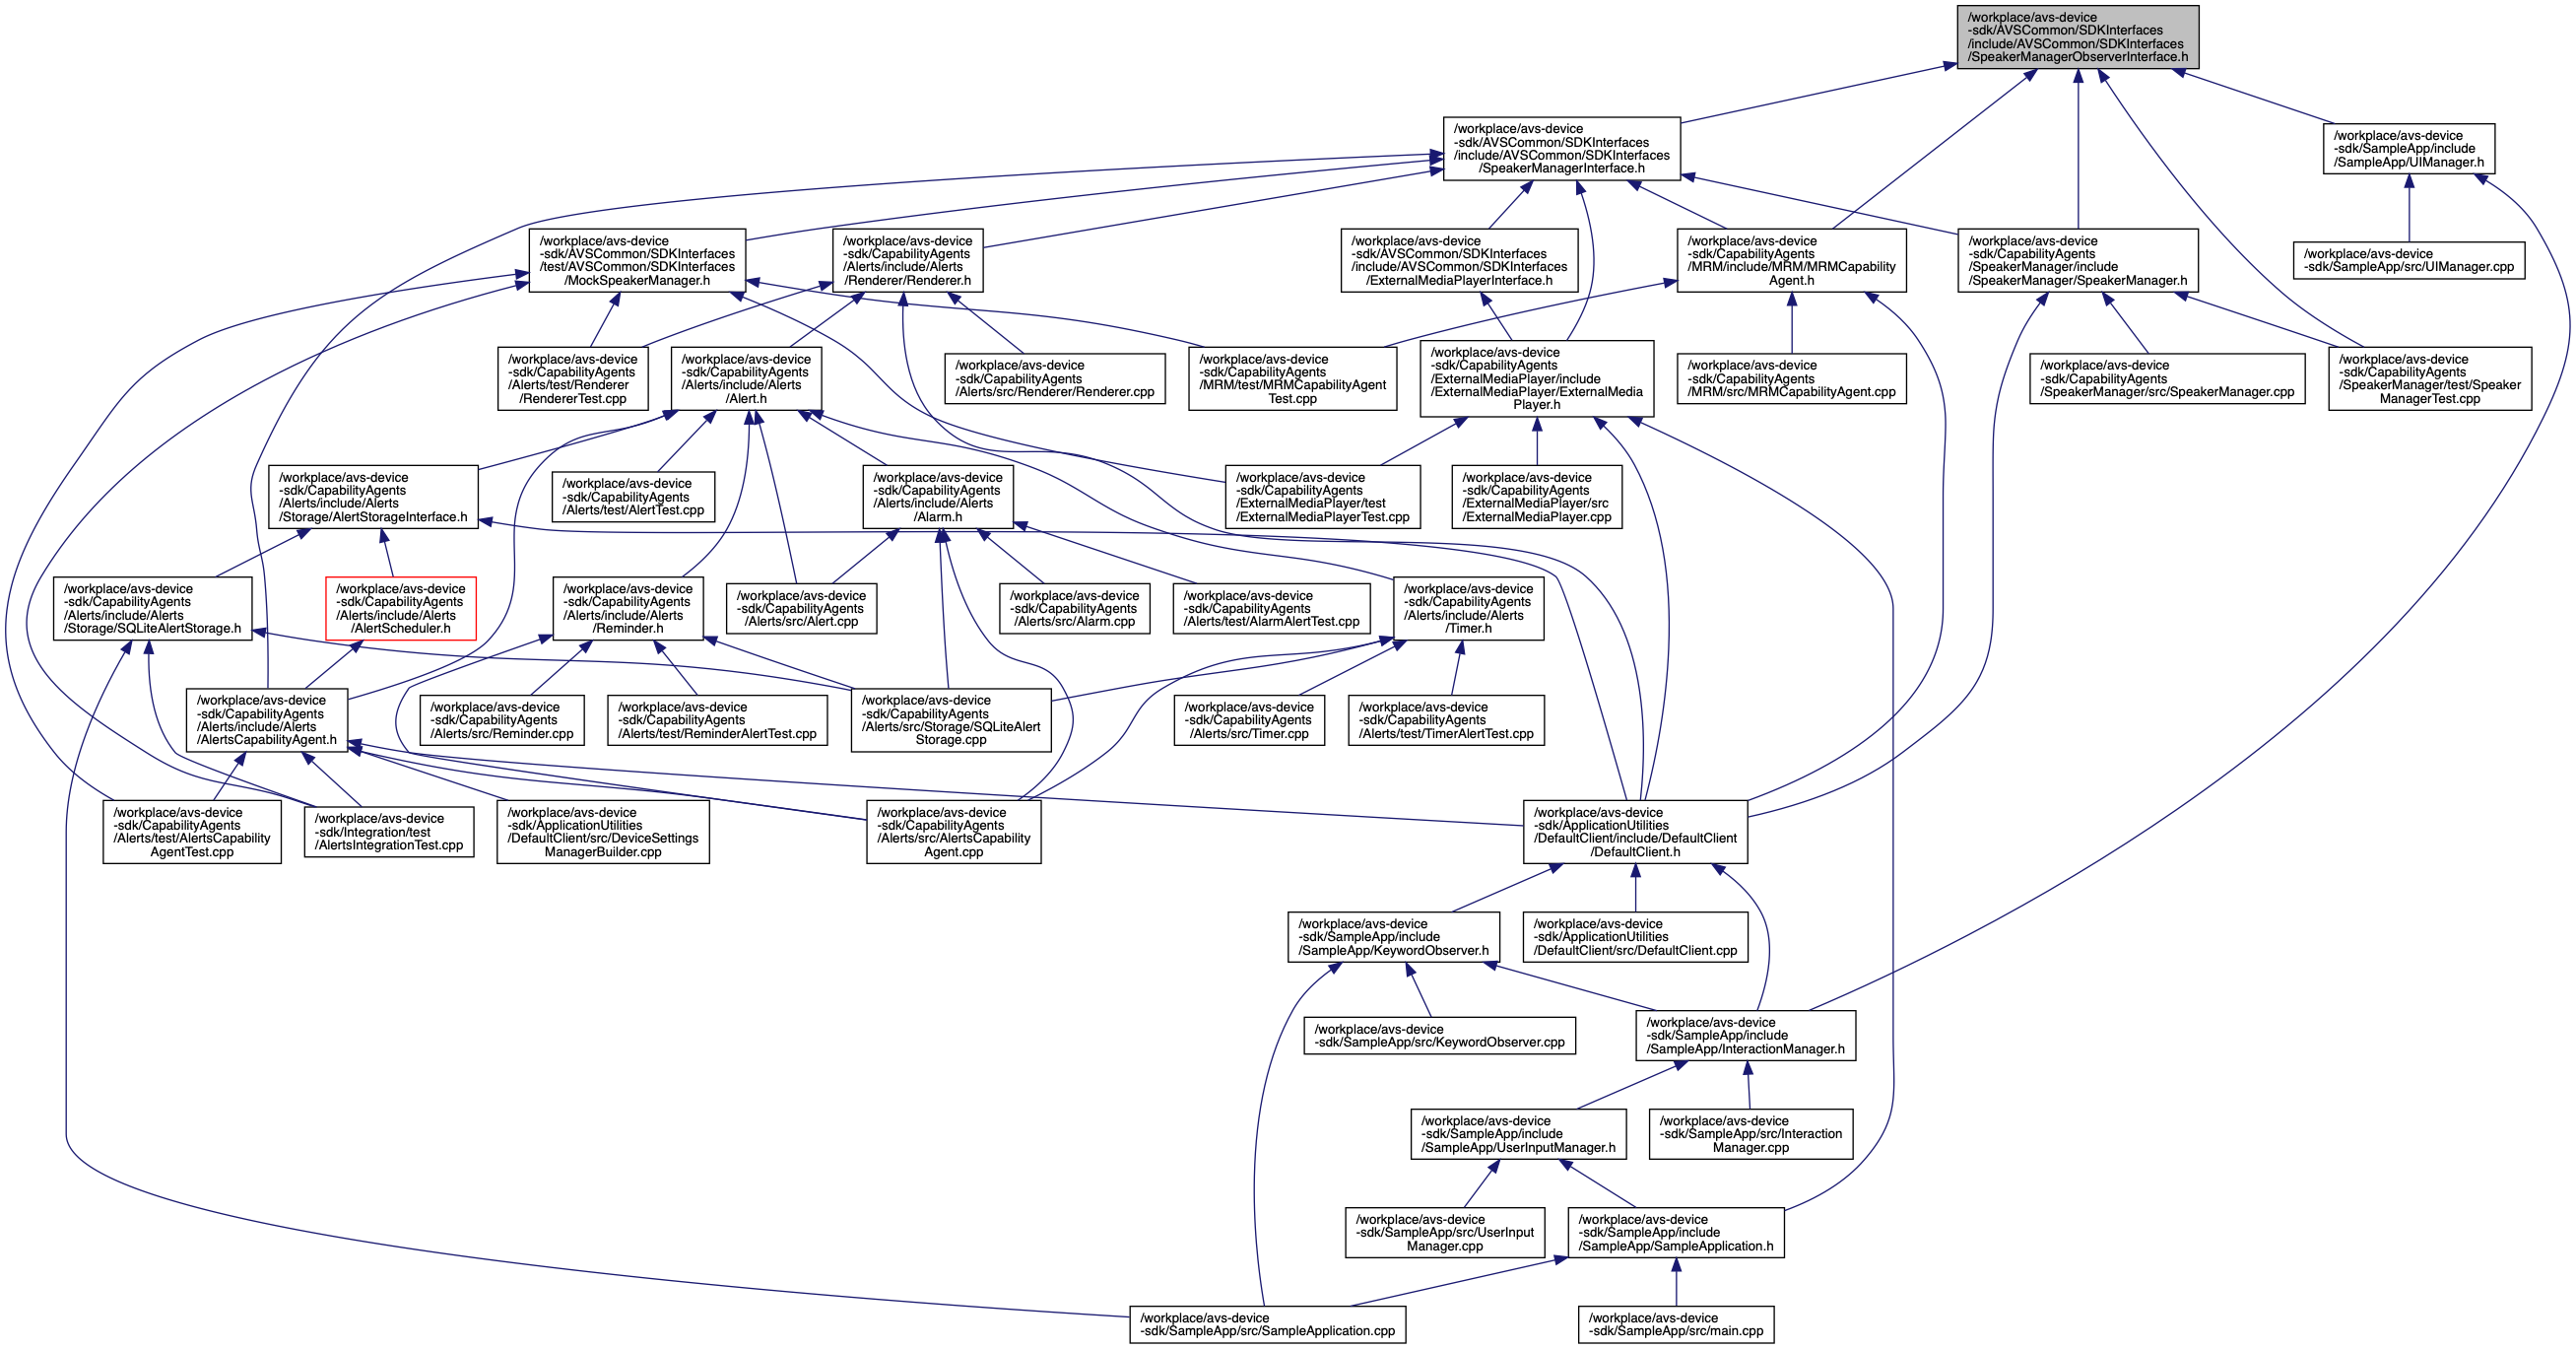 /workplace/avs-device
-sdk/AVSCommon/SDKInterfaces
/include/AVSCommon/SDKInterfaces
/SpeakerManagerObserverInterface.h
/workplace/avs-device
-sdk/AVSCommon/SDKInterfaces
/include/AVSCommon/SDKInterfaces
/SpeakerManagerInterface.h
/workplace/avs-device
-sdk/SampleApp/include
/SampleApp/UIManager.h
/workplace/avs-device
-sdk/AVSCommon/SDKInterfaces
/test/AVSCommon/SDKInterfaces
/MockSpeakerManager.h
/workplace/avs-device
-sdk/CapabilityAgents
/Alerts/include/Alerts
/Renderer/Renderer.h
/workplace/avs-device
-sdk/AVSCommon/SDKInterfaces
/include/AVSCommon/SDKInterfaces
/ExternalMediaPlayerInterface.h
/workplace/avs-device
-sdk/CapabilityAgents
/MRM/include/MRM/MRMCapability
Agent.h
/workplace/avs-device
-sdk/CapabilityAgents
/SpeakerManager/include
/SpeakerManager/SpeakerManager.h
/workplace/avs-device
-sdk/SampleApp/src/UIManager.cpp
/workplace/avs-device
-sdk/CapabilityAgents
/Alerts/test/Renderer
/RendererTest.cpp
/workplace/avs-device
-sdk/CapabilityAgents
/Alerts/include/Alerts
/Alert.h
/workplace/avs-device
-sdk/CapabilityAgents
/Alerts/src/Renderer/Renderer.cpp
/workplace/avs-device
-sdk/CapabilityAgents
/MRM/test/MRMCapabilityAgent
Test.cpp
/workplace/avs-device
-sdk/CapabilityAgents
/ExternalMediaPlayer/include
/ExternalMediaPlayer/ExternalMedia
Player.h
/workplace/avs-device
-sdk/CapabilityAgents
/MRM/src/MRMCapabilityAgent.cpp
/workplace/avs-device
-sdk/CapabilityAgents
/SpeakerManager/src/SpeakerManager.cpp
/workplace/avs-device
-sdk/CapabilityAgents
/SpeakerManager/test/Speaker
ManagerTest.cpp
/workplace/avs-device
-sdk/CapabilityAgents
/Alerts/include/Alerts
/Storage/AlertStorageInterface.h
/workplace/avs-device
-sdk/CapabilityAgents
/Alerts/test/AlertTest.cpp
/workplace/avs-device
-sdk/CapabilityAgents
/Alerts/include/Alerts
/Alarm.h
/workplace/avs-device
-sdk/CapabilityAgents
/ExternalMediaPlayer/test
/ExternalMediaPlayerTest.cpp
/workplace/avs-device
-sdk/CapabilityAgents
/ExternalMediaPlayer/src
/ExternalMediaPlayer.cpp
/workplace/avs-device
-sdk/CapabilityAgents
/Alerts/include/Alerts
/Storage/SQLiteAlertStorage.h
/workplace/avs-device
-sdk/CapabilityAgents
/Alerts/include/Alerts
/AlertScheduler.h
/workplace/avs-device
-sdk/CapabilityAgents
/Alerts/include/Alerts
/Reminder.h
/workplace/avs-device
-sdk/CapabilityAgents
/Alerts/src/Alert.cpp
/workplace/avs-device
-sdk/CapabilityAgents
/Alerts/src/Alarm.cpp
/workplace/avs-device
-sdk/CapabilityAgents
/Alerts/test/AlarmAlertTest.cpp
/workplace/avs-device
-sdk/CapabilityAgents
/Alerts/include/Alerts
/Timer.h
/workplace/avs-device
-sdk/CapabilityAgents
/Alerts/include/Alerts
/AlertsCapabilityAgent.h
/workplace/avs-device
-sdk/CapabilityAgents
/Alerts/src/Reminder.cpp
/workplace/avs-device
-sdk/CapabilityAgents
/Alerts/test/ReminderAlertTest.cpp
/workplace/avs-device
-sdk/CapabilityAgents
/Alerts/src/Storage/SQLiteAlert
Storage.cpp
/workplace/avs-device
-sdk/CapabilityAgents
/Alerts/src/Timer.cpp
/workplace/avs-device
-sdk/CapabilityAgents
/Alerts/test/TimerAlertTest.cpp
/workplace/avs-device
-sdk/CapabilityAgents
/Alerts/test/AlertsCapability
AgentTest.cpp
/workplace/avs-device
-sdk/Integration/test
/AlertsIntegrationTest.cpp
/workplace/avs-device
-sdk/ApplicationUtilities
/DefaultClient/src/DeviceSettings
ManagerBuilder.cpp
/workplace/avs-device
-sdk/CapabilityAgents
/Alerts/src/AlertsCapability
Agent.cpp
/workplace/avs-device
-sdk/ApplicationUtilities
/DefaultClient/include/DefaultClient
/DefaultClient.h
/workplace/avs-device
-sdk/SampleApp/include
/SampleApp/KeywordObserver.h
/workplace/avs-device
-sdk/ApplicationUtilities
/DefaultClient/src/DefaultClient.cpp
/workplace/avs-device
-sdk/SampleApp/src/KeywordObserver.cpp
/workplace/avs-device
-sdk/SampleApp/include
/SampleApp/InteractionManager.h
/workplace/avs-device
-sdk/SampleApp/include
/SampleApp/UserInputManager.h
/workplace/avs-device
-sdk/SampleApp/src/Interaction
Manager.cpp
/workplace/avs-device
-sdk/SampleApp/src/UserInput
Manager.cpp
/workplace/avs-device
-sdk/SampleApp/include
/SampleApp/SampleApplication.h
/workplace/avs-device
-sdk/SampleApp/src/SampleApplication.cpp
/workplace/avs-device
-sdk/SampleApp/src/main.cpp